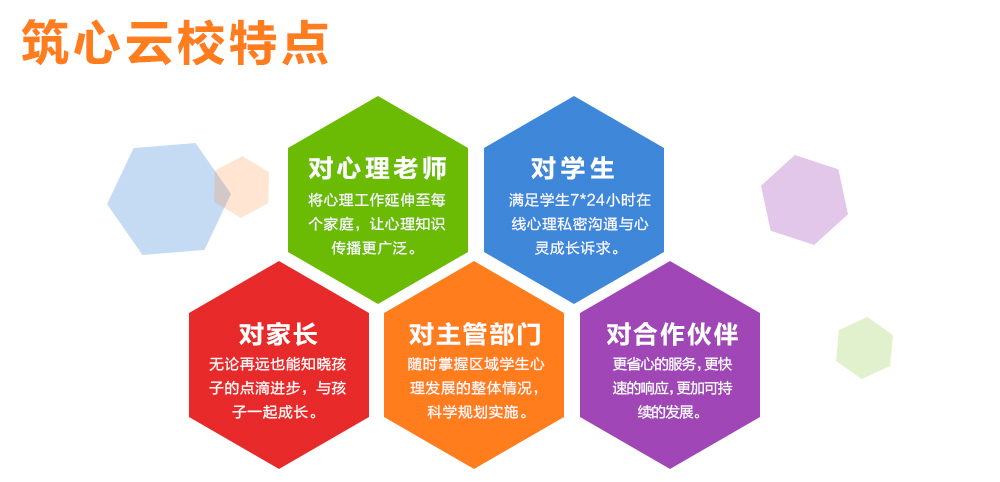 筑心云校特点
对心理老师
将心理工作延伸至每
个家庭，让心理知识
传播更广泛。
对学生
满足学生7*24小时在
线心理私密沟通与心
灵成长诉求。
对家长
无论再远也能知晓孩
子的点滴进步，与孩
子一起成长。
对主管部门
随时掌握区域学生心
理发展的整体情况，
科学规划实施。
对合作伙伴
更省心的服务，更快
速的响应，更加可持
续的发展。